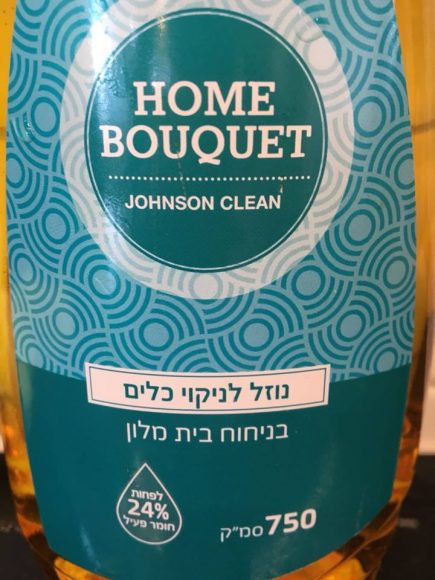 HOME
BOUQUET
JOHNSON CLEAN
נוזל לניקוי כלים
בניחוח בית מלון
לפחות
24%
חומר פעיל
750 סמ"ק